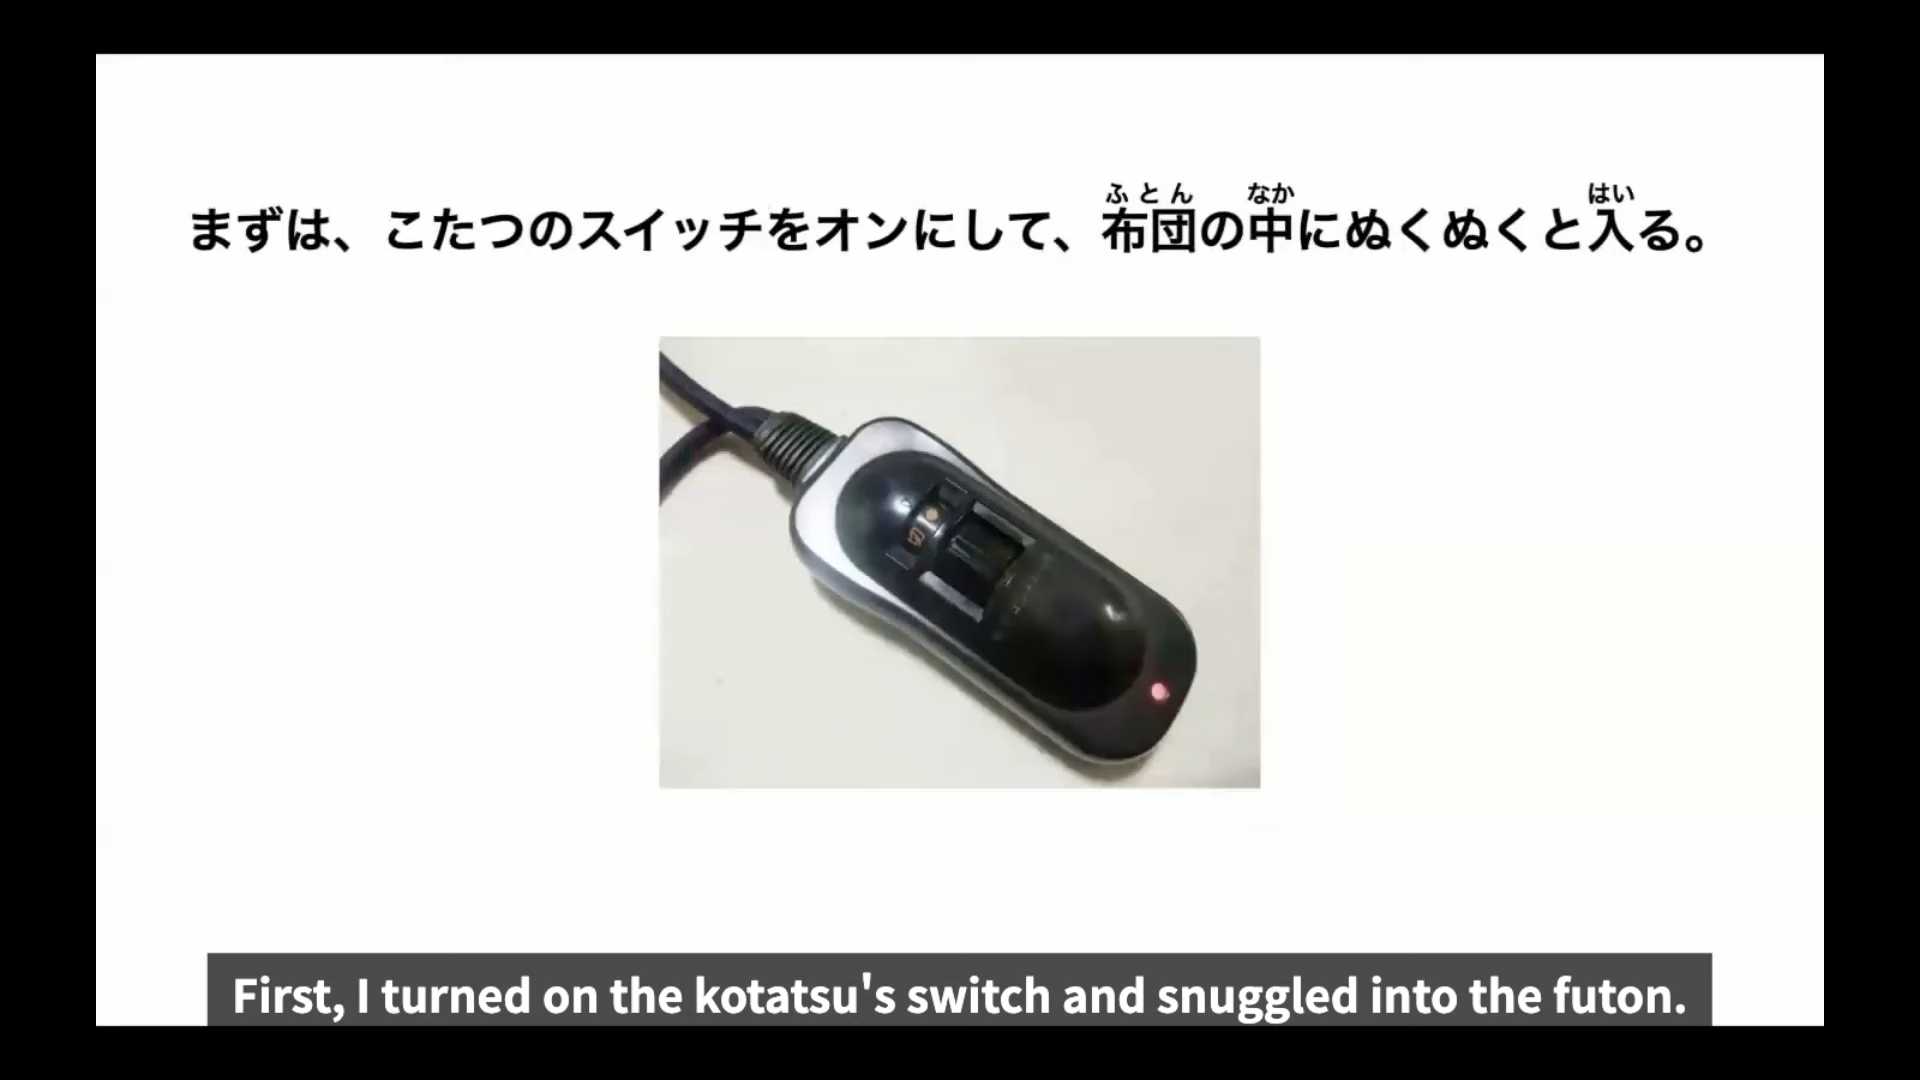 まずは、こたつのスイッチをオンにして、布団の中にぬくぬくと入る。
ふとん なか はい
First, I turned on the kotatsu's switch and snuggled into the futon.